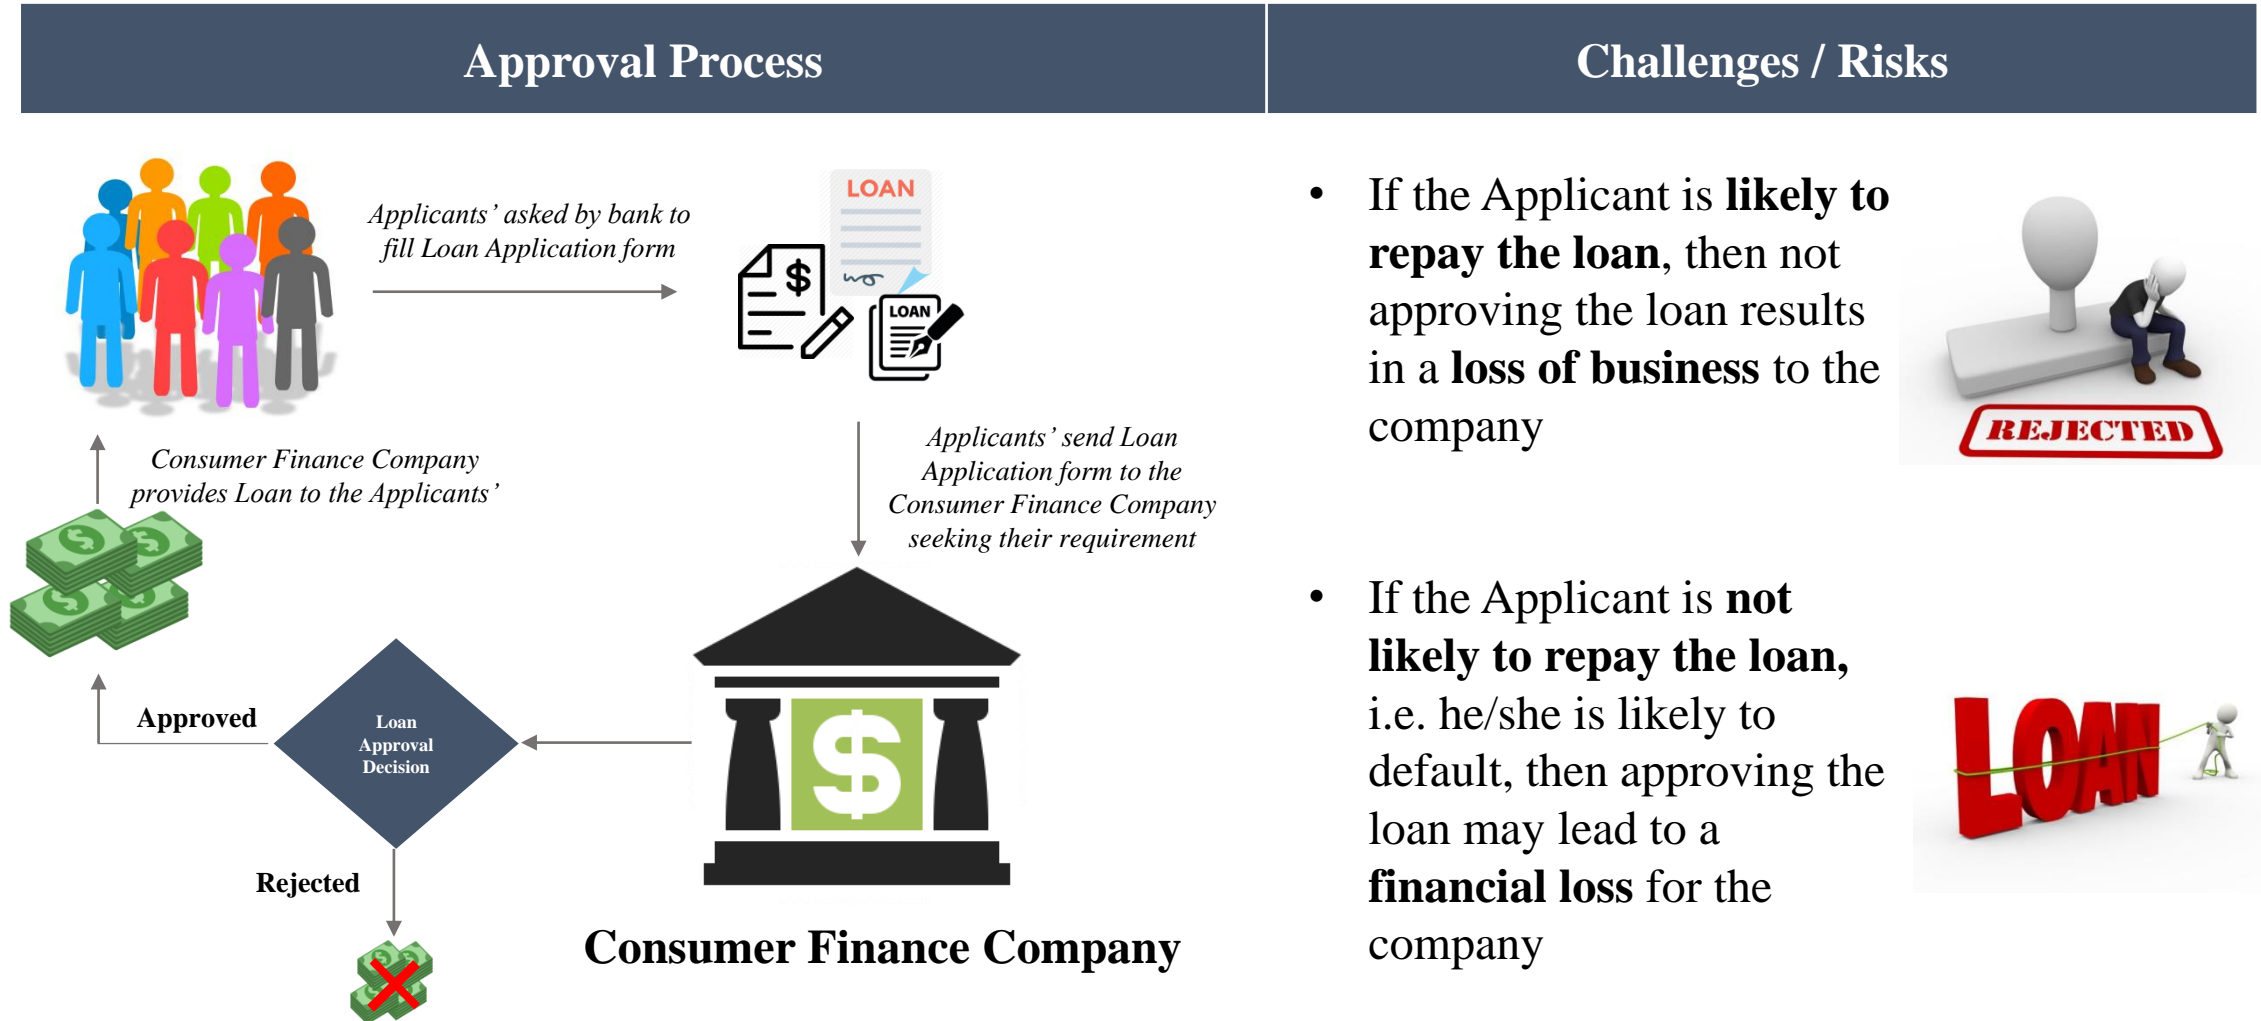 Approval Process
Challenges / Risks
Applicants’ asked by bank to
fill Loan Application form
LOAN
$
LOAN
Applicants’ send Loan
Application form to the
Consumer Finance Company
seeking their requirement
Consumer Finance Company
provides Loan to the Applicants’
$
$
Approved
Loan
Approval
Decision
$
Rejected
Consumer Finance Company
• If the Applicant is likely to
repay the loan, then not
approving the loan results
in a loss of business to the
company
REJECTED
• If the Applicant is not
likely to repay the loan,
i.e. he/she is likely to
default, then approving the
loan may lead to a
financial loss for the
company
LOAN